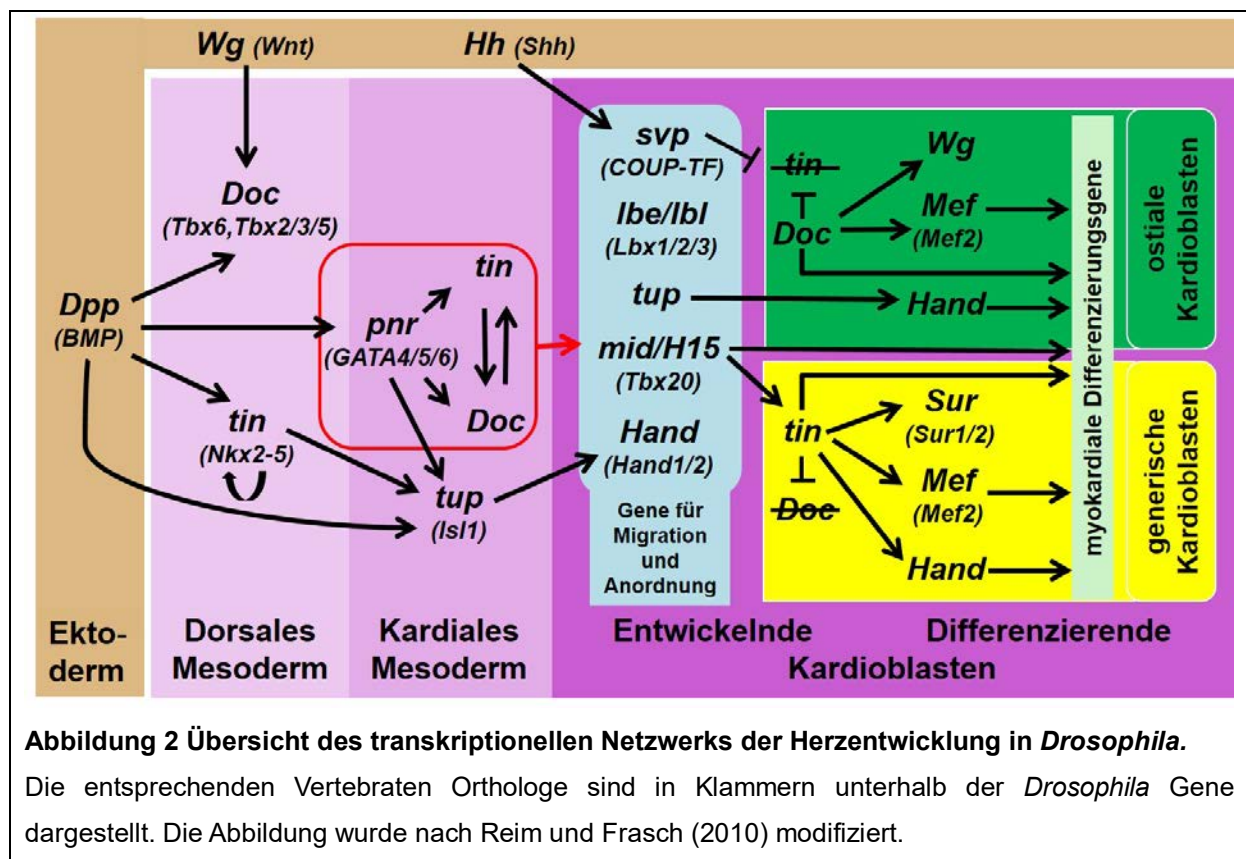 Wg (Wnt)
Hh (Shh)
Doc
(Tbx6,Tbx2/3/5)
Dpp
(BMP)
tin
(Nkx2-5)
tin
pnr
(GATA4/5/6)
Doc
tup
(Isl1)
svp
(COUP-TF)
lbe/lbl
(Lbx1/2/3)
tup
mid/H15
(Tbx20)
Hand
(Hand1/2)
Gene für
Migration
und
Anordnung
tin
Doc
Wg
Mef
(Mef2)
Hand
tin
Doc
Sur
(Sur1/2)
Mef
(Mef2)
Hand
myokardiale Differenzierungsgene
ostiale
Kardioblasten
generische
Kardioblasten
Ekto-
derm
Dorsales
Mesoderm
Kardiales
Mesoderm
Entwickelnde
Differenzierende
Kardioblasten
Abbildung 2 Übersicht des transkriptionellen Netzwerks der Herzentwicklung in Drosophila.
Die entsprechenden Vertebraten Orthologe sind in Klammern unterhalb der Drosophila Gene
dargestellt. Die Abbildung wurde nach Reim und Frasch (2010) modifiziert.